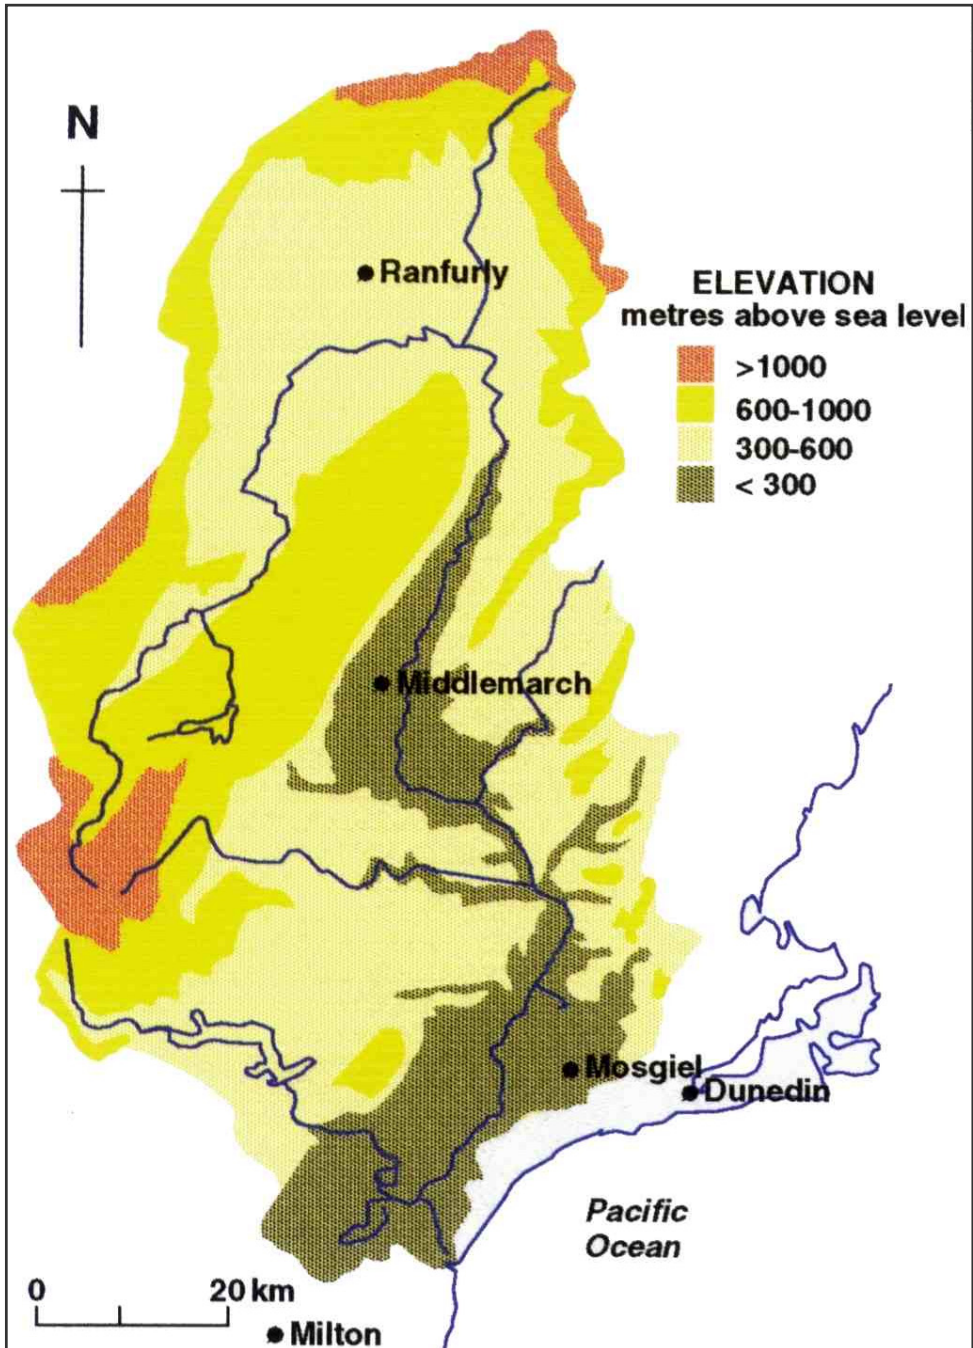 N
Ranfurly
ELEVATION
metres above sea level
>1000
600-1000
300-600
< 300
Middlemarch
Mosgiel
Dunedin
Pacific
Ocean
0 20 km
Milton